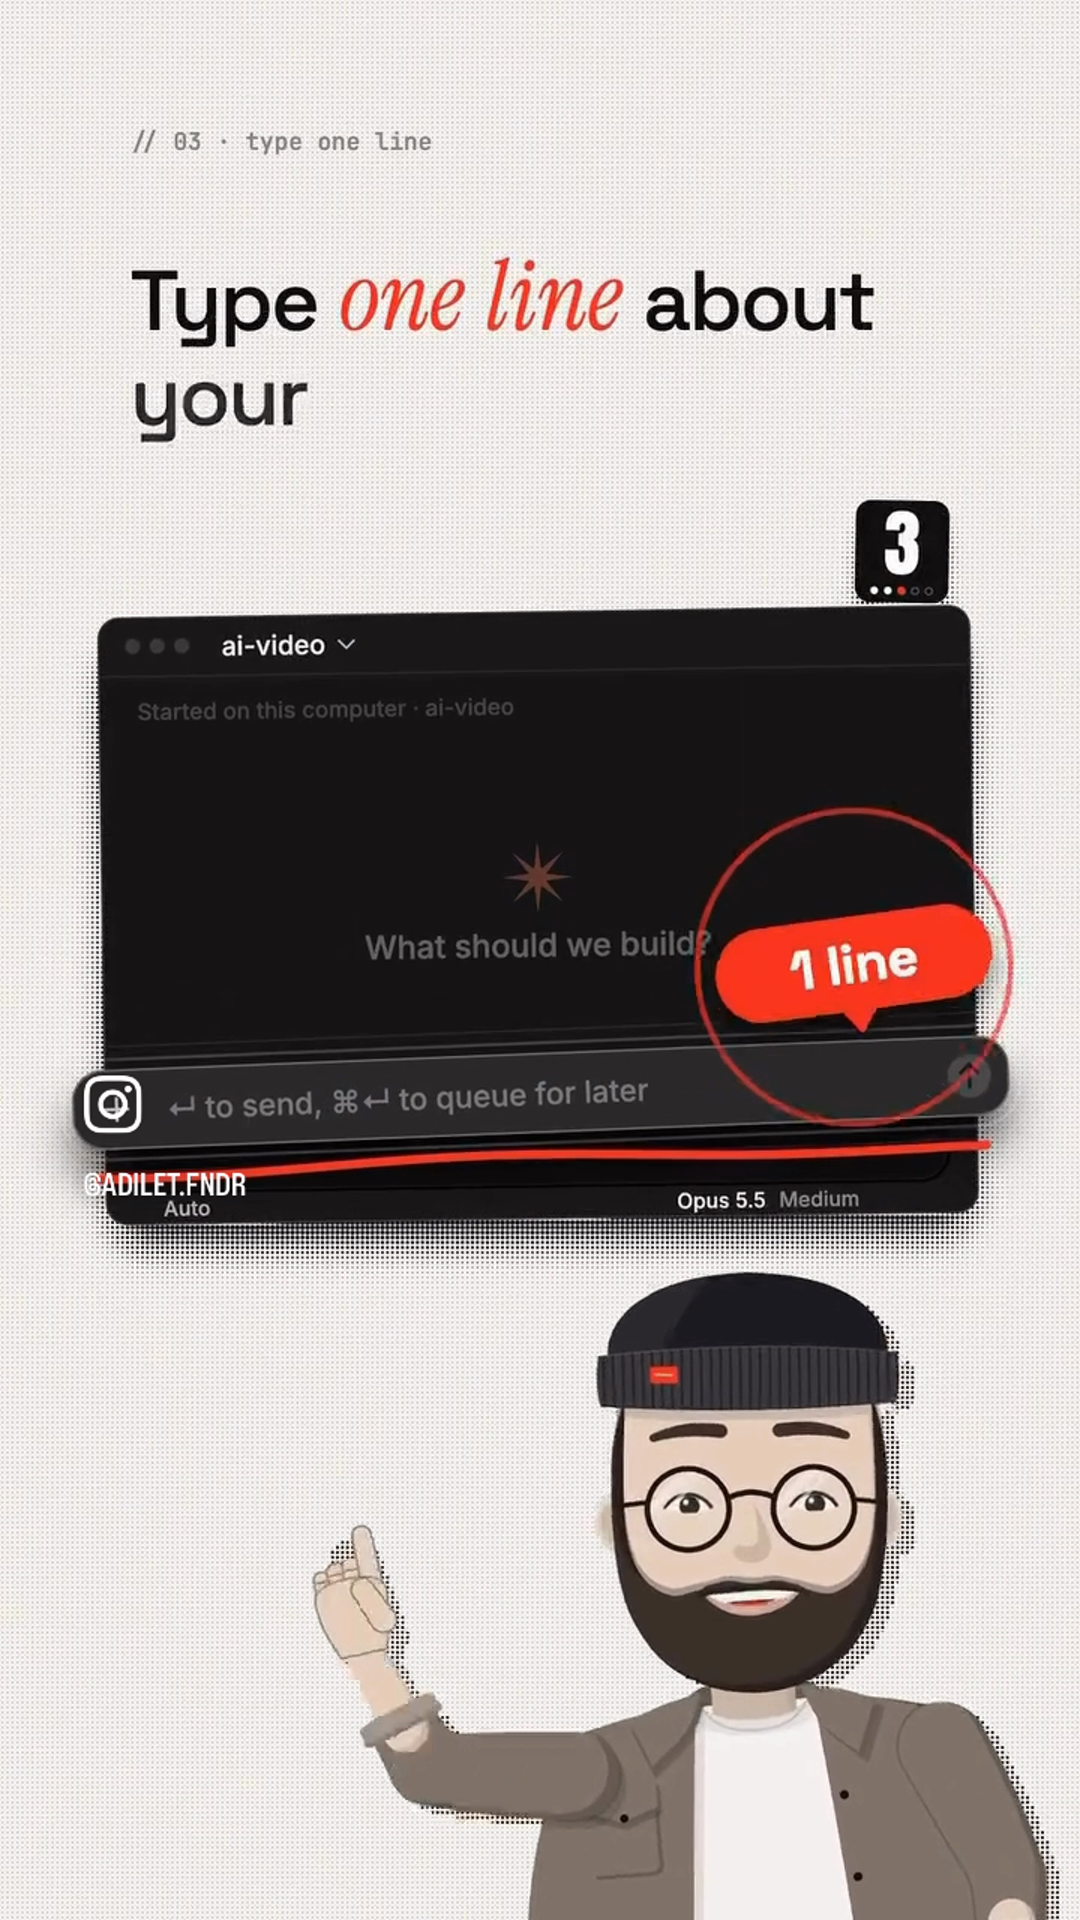 // 03 · type one line
Type one line about
your
3
ai-video
Started on this computer · ai-video
What should we build?
1 line
↵ to send, ⌘↵ to queue for later
@ADILET.FNDR
Auto
Opus 5.5 Medium